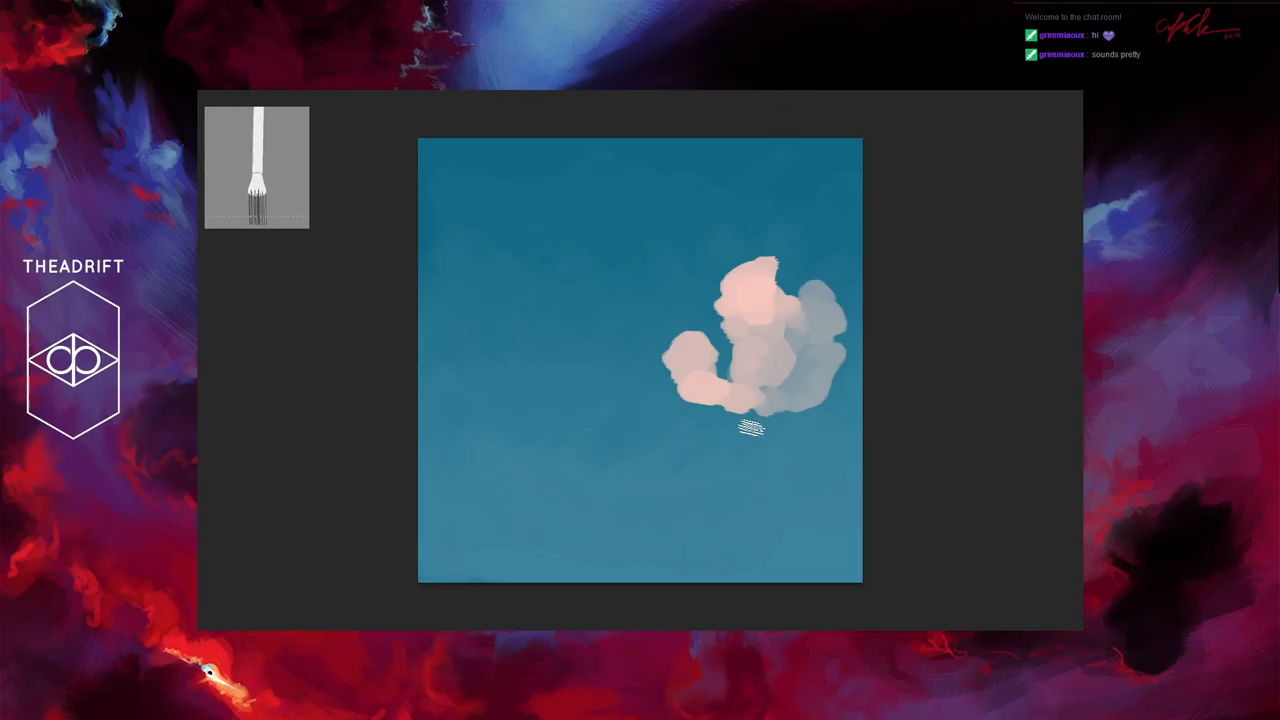 Welcome to the chat room!
grimmiaoux : hi 💜
grimmiaoux : sounds pretty
THEADRIFT